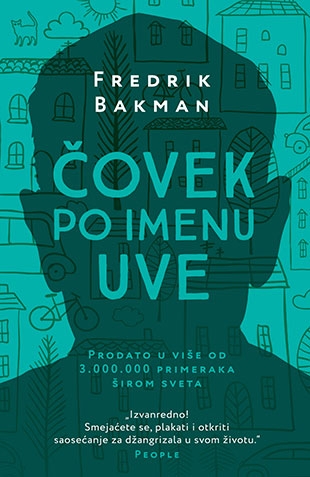 FREDRIK
BAKMAN
ČOVEK
PO IMENU
UVE
PRODATO U VIŠE OD
3.000.000 PRIMERAKA
ŠIROM SVETA
„Izvanredno!
Smejaćete se, plakati i otkriti
saosećanje za džangrizala u svom životu.“
PEOPLE